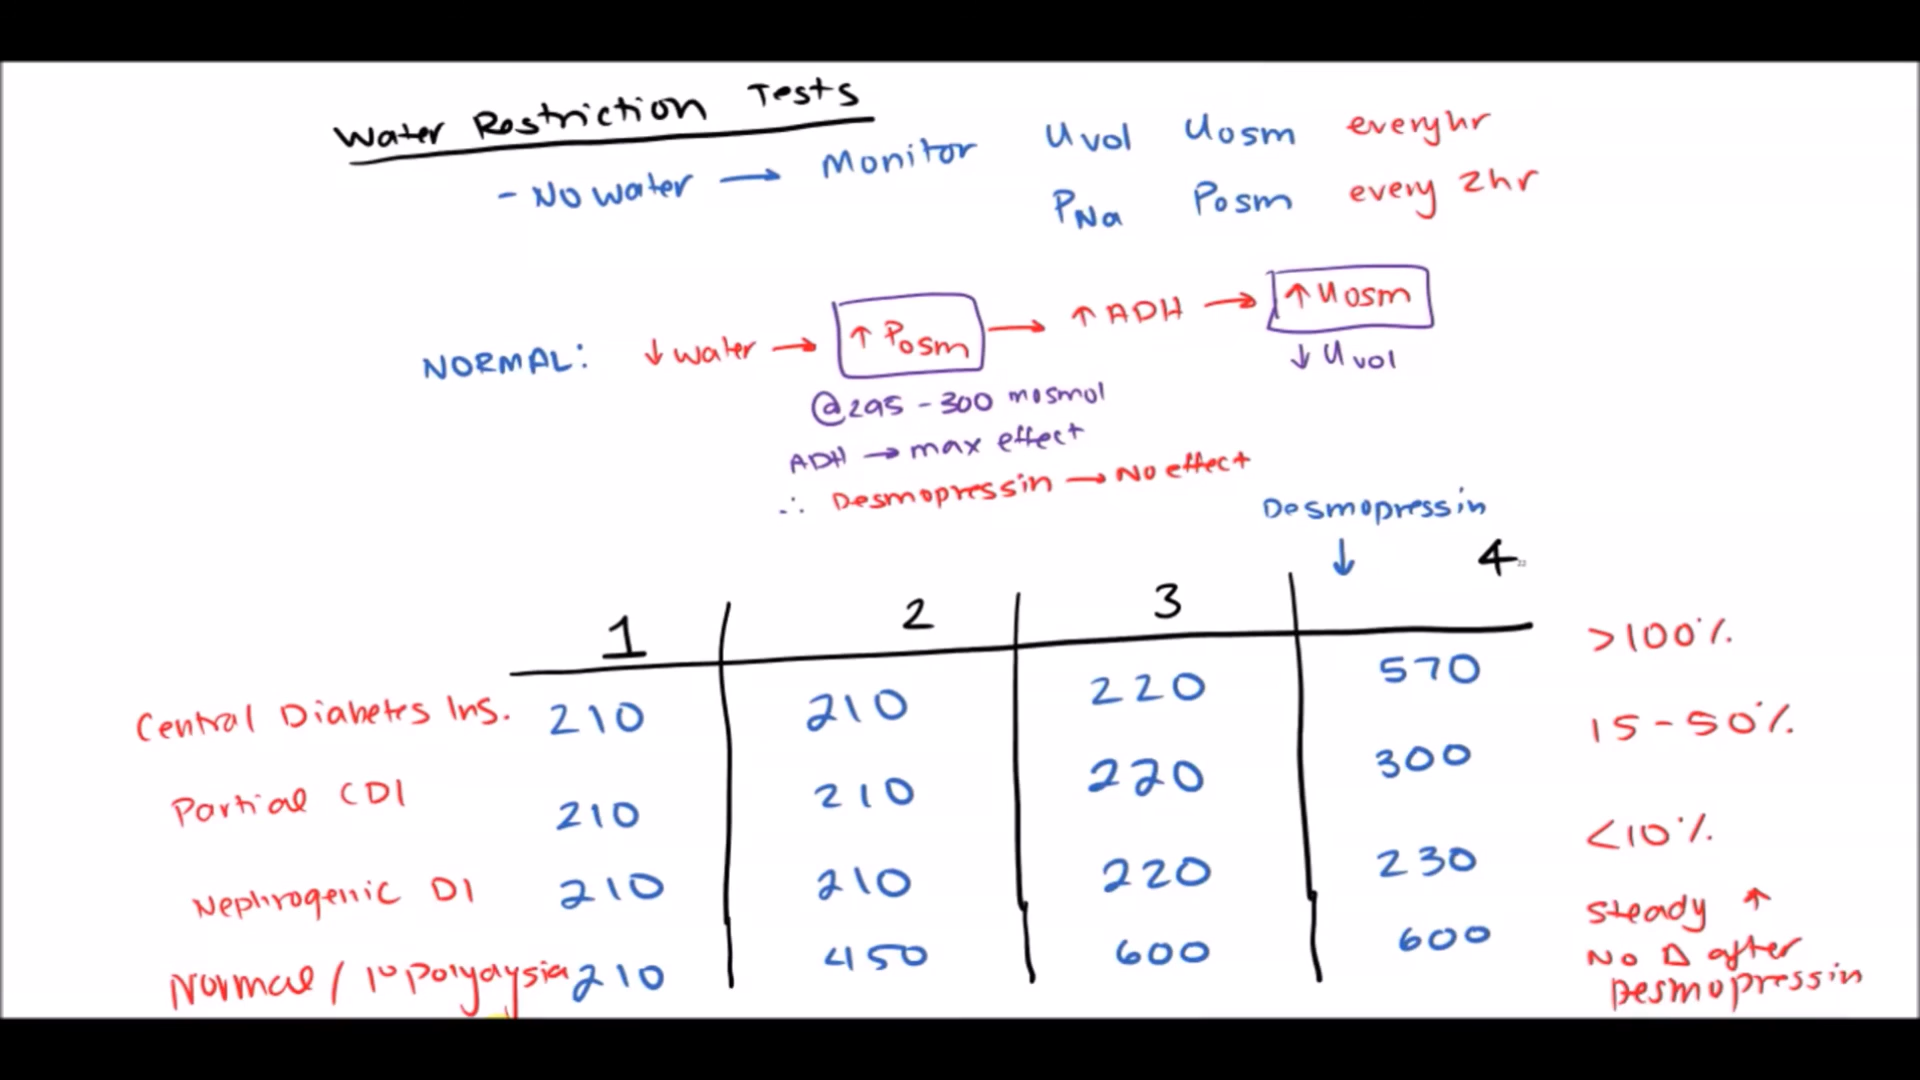 Water Restriction Tests
- No water → Monitor Uvol Uosm every hr
PNa Posm every 2hr
NORMAL: ↓ water → ↑ Posm → ↑ ADH → ↑ Uosm
↓ Uvol
@295 - 300 mosmol
ADH → max effect
∴ Desmopressin → No effect
Desmopressin
↓
1 2 3 4
Central Diabetes Ins. 210 210 220 570 >100%
Partial CDI 210 210 220 300 15-50%
Nephrogenic DI 210 210 220 230 <10%
Normal / 1° polydysia 210 450 600 600 steady ↑
No Δ after
Desmopressin